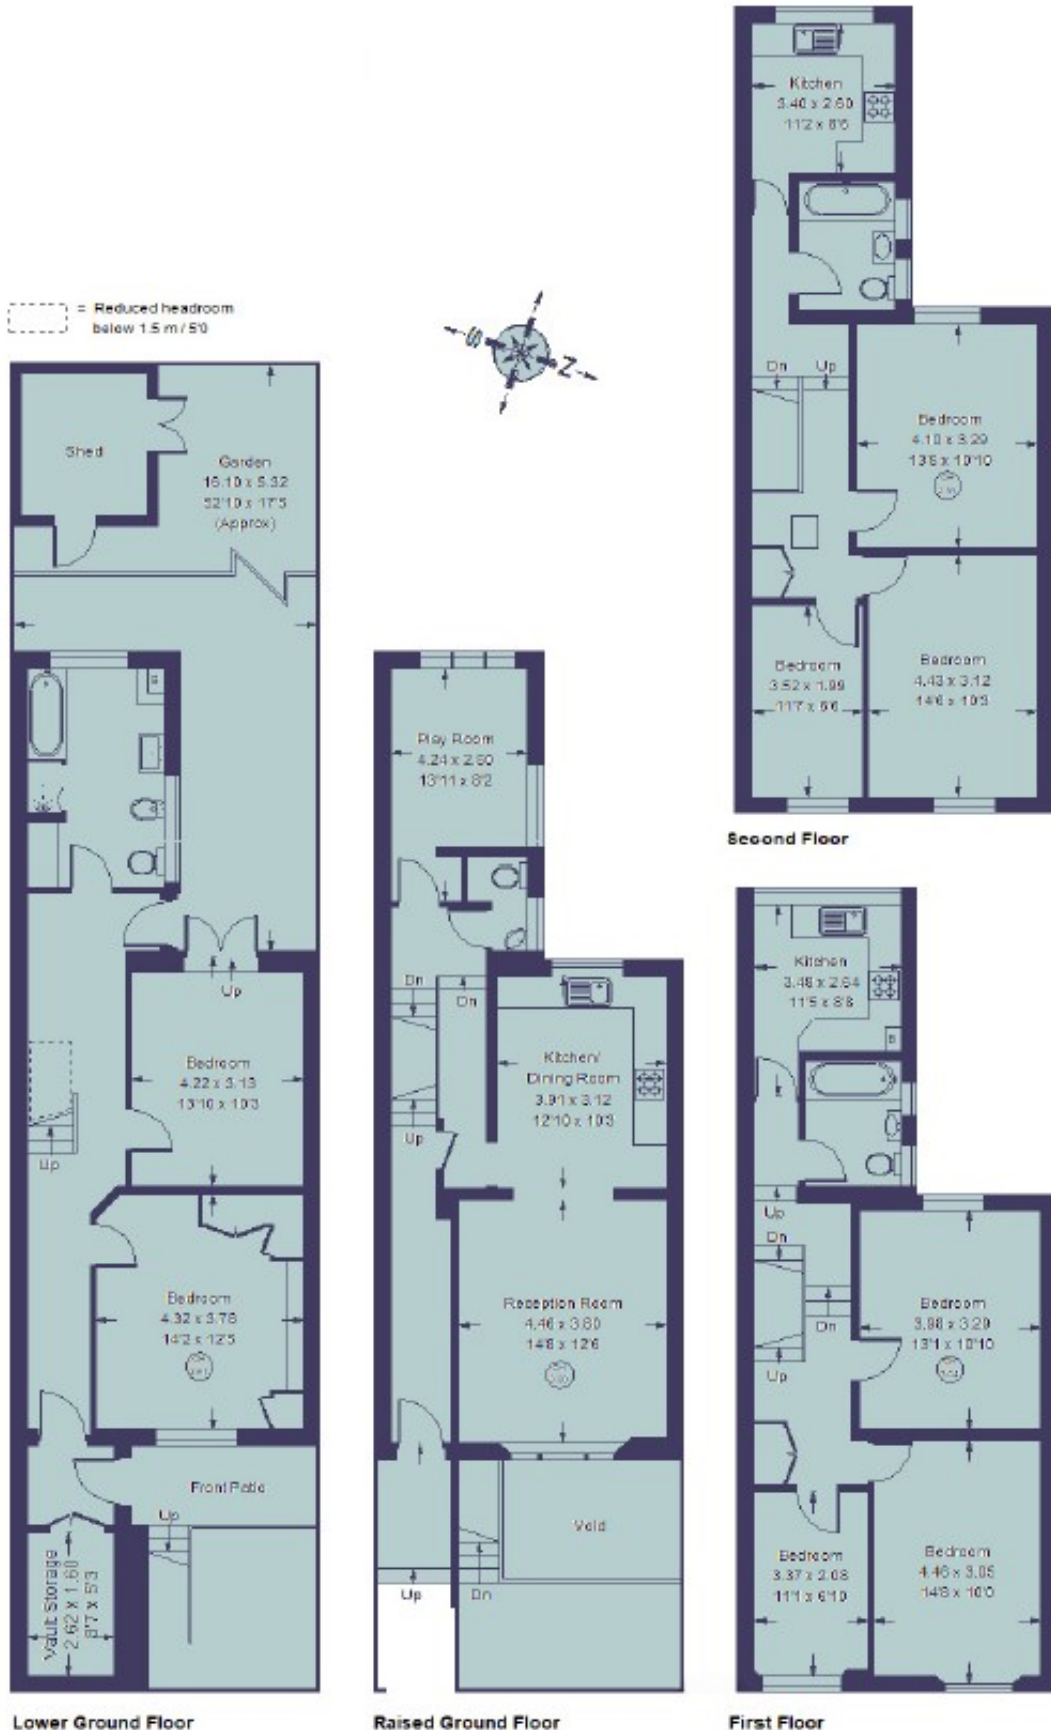 Kitchen
3.40 x 2.60
11'2 x 8'6
Dn
Up
Bedroom
4.10 x 3.29
13'5 x 10'10
Bedroom
3.52 x 1.99
11'7 x 6'6
Bedroom
4.43 x 3.12
14'6 x 10'3
Second Floor
= Reduced headroom
below 1.5 m / 5'0
S
N
Shed
Garden
16.10 x 5.32
52'10 x 17'5
(Approx)
Up
Bedroom
4.22 x 3.13
13'10 x 10'3
Up
Bedroom
4.32 x 3.78
14'2 x 12'5
Front Patio
Up
Vault Storage
2.62 x 1.60
8'7 x 5'3
Lower Ground Floor
Play Room
4.24 x 2.50
13'11 x 8'2
Dn
Dn
Kitchen/
Dining Room
3.91 x 3.12
12'10 x 10'3
Up
Reception Room
4.46 x 3.80
14'8 x 12'6
Void
Up
Dn
Raised Ground Floor
Kitchen
3.48 x 2.64
11'5 x 8'8
Up
Dn
Dn
Up
Bedroom
3.98 x 3.29
13'1 x 10'10
Bedroom
3.37 x 2.08
11'1 x 6'10
Bedroom
4.46 x 3.05
14'8 x 10'0
First Floor